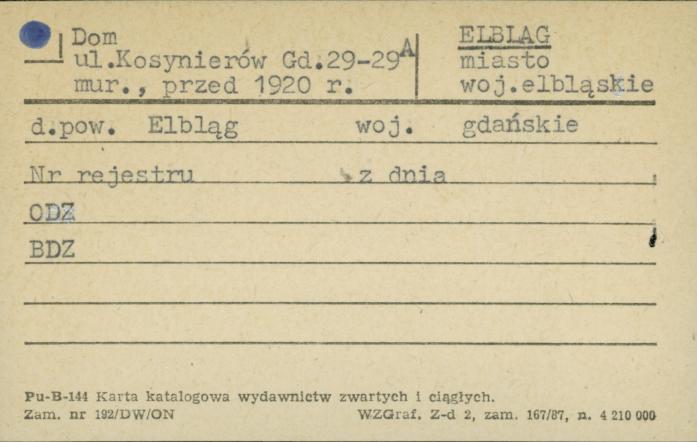 Dom
ul.Kosynierów Gd.29-29A
mur., przed 1920 r.
ELBLĄG
miasto
woj.elbląskie
d.pow. Elbląg woj. gdańskie
Nr rejestru z dnia
ODZ
BDZ
Pu-B-144 Karta katalogowa wydawnictw zwartych i ciągłych.
Zam. nr 192/DW/ON WZGraf. Z-d 2, zam. 167/87, n. 4 210 000